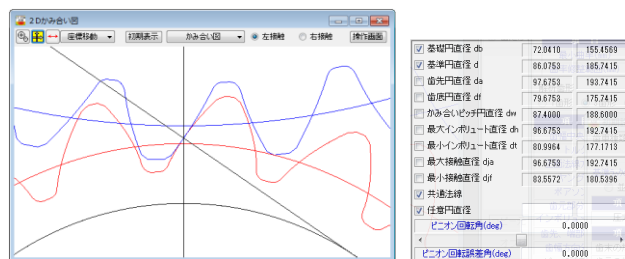 2Dかみ合い図
座標移動 初期表示 かみ合い図 左接触 右接触 操作画面
基礎円直径 db 72.0410 155.4569
基準円直径 d 86.0753 185.7415
歯先円直径 da 97.6753 193.7415
歯底円直径 df 79.6753 175.7415
かみ合いピッチ円直径 dw 87.4000 188.6000
最大インボリュート直径 dh 96.6753 192.7415
最小インボリュート直径 dt 80.9964 177.1713
最大接触直径 dja 96.6753 192.7415
最小接触直径 djf 83.5572 180.5396
共通法線
任意円直径
ピニオン回転角(deg) 0.0000
ピニオン回転誤差角(deg) 0.0000